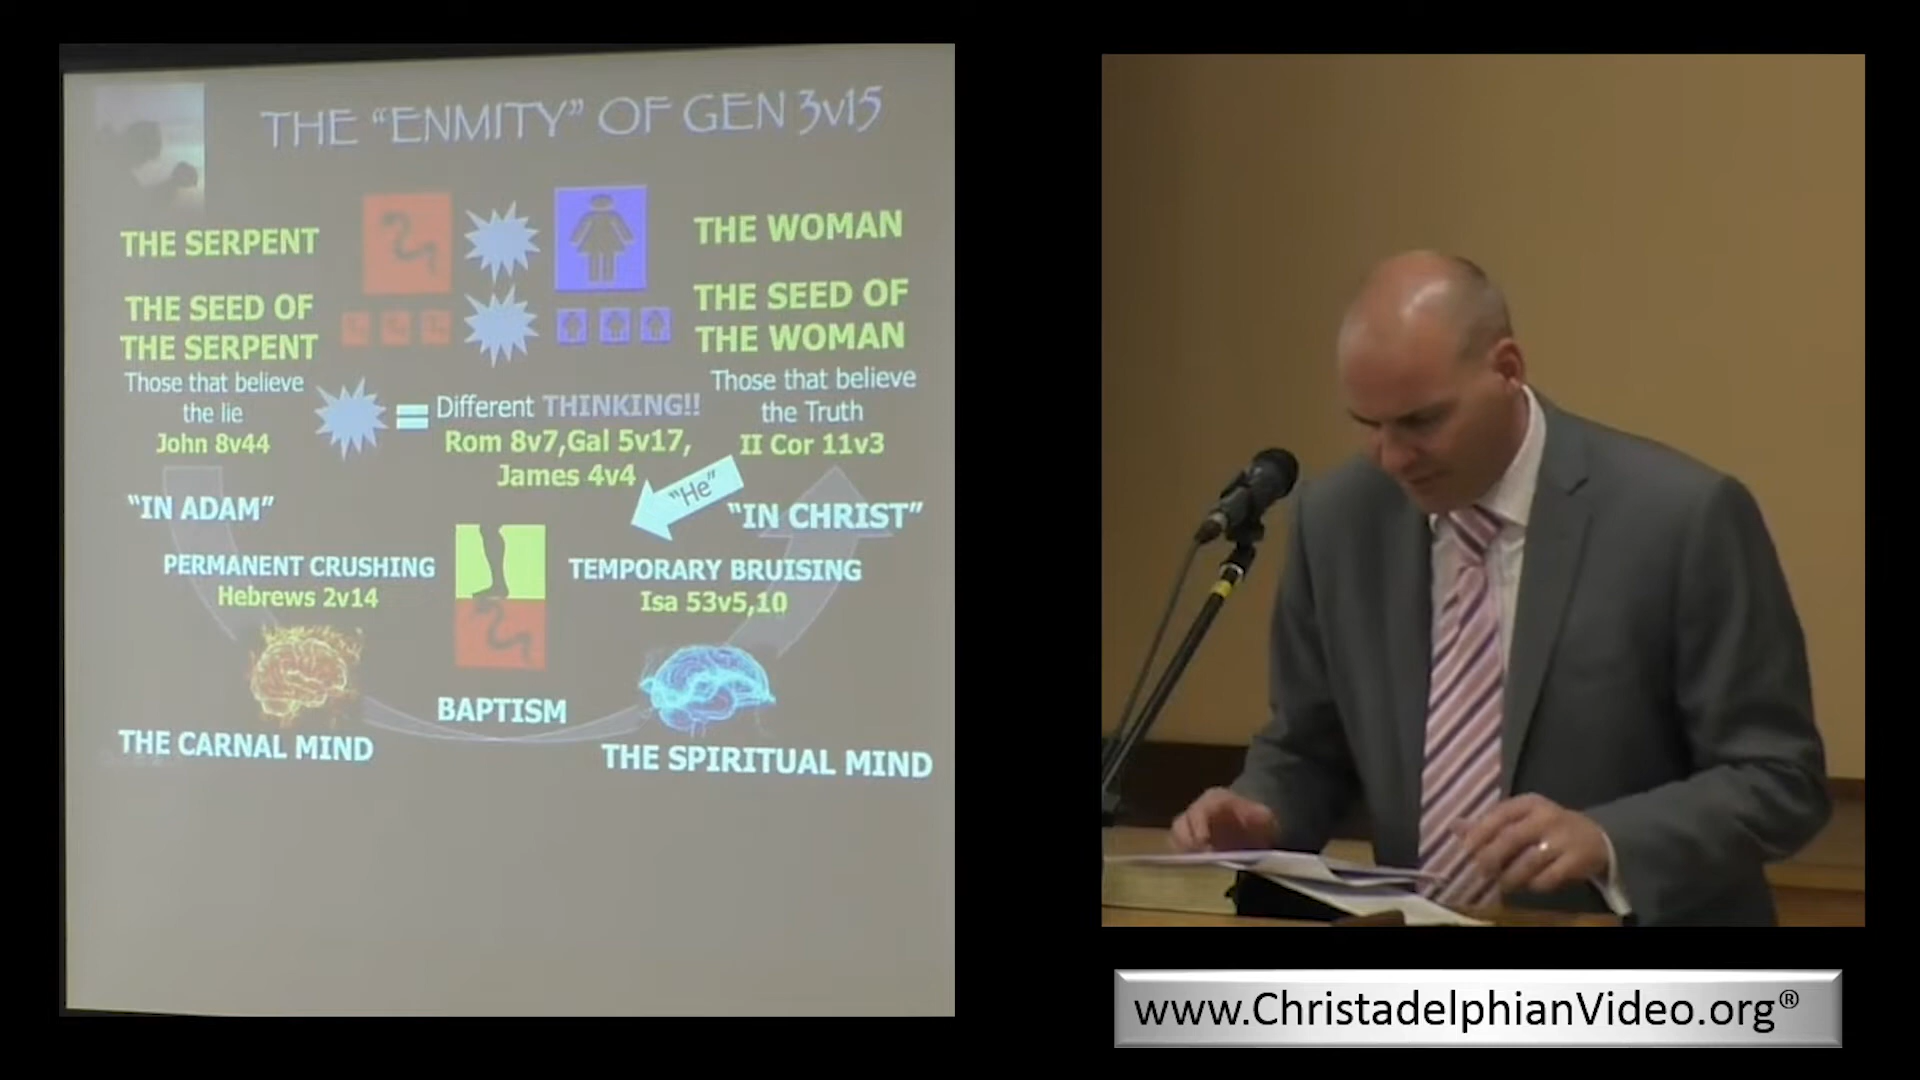 THE “ENMITY” OF GEN 3v15
THE SERPENT
THE WOMAN
THE SEED OF
THE SERPENT
THE SEED OF
THE WOMAN
Those that believe
the lie
John 8v44
= Different THINKING!!
Rom 8v7,Gal 5v17,
James 4v4
Those that believe
the Truth
II Cor 11v3
“He”
“IN ADAM”
“IN CHRIST”
PERMANENT CRUSHING
Hebrews 2v14
TEMPORARY BRUISING
Isa 53v5,10
BAPTISM
THE CARNAL MIND
THE SPIRITUAL MIND
www.ChristadelphianVideo.org®